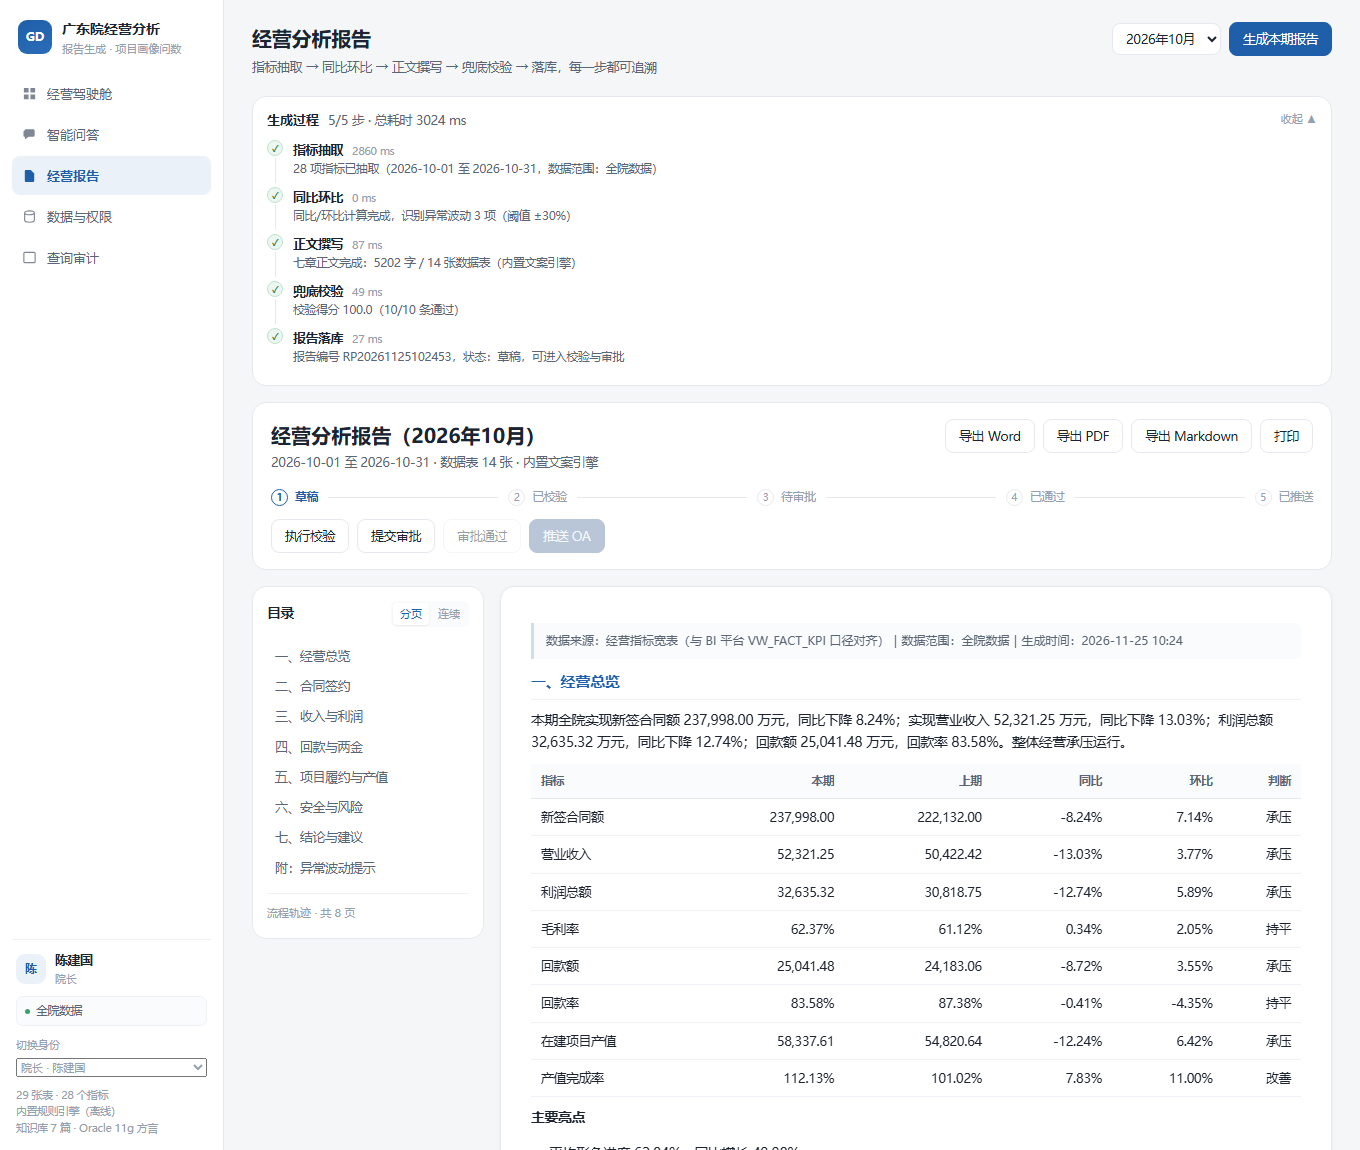 GD
广东院经营分析
报告生成 · 项目画像问数
经营驾驶舱
智能问答
经营报告
数据与权限
查询审计
陈
陈建国
院长
全院数据
切换身份
院长 · 陈建国
29 张表 · 28 个指标
内置规则引擎（离线）
知识库 7 篇 · Oracle 11g 方言
经营分析报告
指标抽取 → 同比环比 → 正文撰写 → 兜底校验 → 落库，每一步都可追溯
2026年10月
生成本期报告
生成过程 5/5 步 · 总耗时 3024 ms
收起 ▲
指标抽取 2860 ms
28 项指标已抽取（2026-10-01 至 2026-10-31，数据范围：全院数据）
同比环比 0 ms
同比/环比计算完成，识别异常波动 3 项（阈值 ±30%）
正文撰写 87 ms
七章正文完成：5202 字 / 14 张数据表（内置文案引擎）
兜底校验 49 ms
校验得分 100.0（10/10 条通过）
报告落库 27 ms
报告编号 RP20261125102453，状态：草稿，可进入校验与审批
经营分析报告（2026年10月）
2026-10-01 至 2026-10-31 · 数据表 14 张 · 内置文案引擎
导出 Word 导出 PDF 导出 Markdown 打印
1 草稿 2 已校验 3 待审批 4 已通过 5 已推送
执行校验 提交审批 审批通过 推送 OA
目录 分页 连续
一、经营总览
二、合同签约
三、收入与利润
四、回款与两金
五、项目履约与产值
六、安全与风险
七、结论与建议
附：异常波动提示
流程轨迹 · 共 8 页
数据来源：经营指标宽表（与 BI 平台 VW_FACT_KPI 口径对齐） | 数据范围：全院数据 | 生成时间：2026-11-25 10:24
一、经营总览
本期全院实现新签合同额 237,998.00 万元，同比下降 8.24%；实现营业收入 52,321.25 万元，同比下降 13.03%；利润总额
32,635.32 万元，同比下降 12.74%；回款额 25,041.48 万元，回款率 83.58%。整体经营承压运行。
指标 本期 上期 同比 环比 判断
新签合同额 237,998.00 222,132.00 -8.24% 7.14% 承压
营业收入 52,321.25 50,422.42 -13.03% 3.77% 承压
利润总额 32,635.32 30,818.75 -12.74% 5.89% 承压
毛利率 62.37% 61.12% 0.34% 2.05% 持平
回款额 25,041.48 24,183.06 -8.72% 3.55% 承压
回款率 83.58% 87.38% -0.41% -4.35% 持平
在建项目产值 58,337.61 54,820.64 -12.24% 6.42% 承压
产值完成率 112.13% 101.02% 7.83% 11.00% 改善
主要亮点